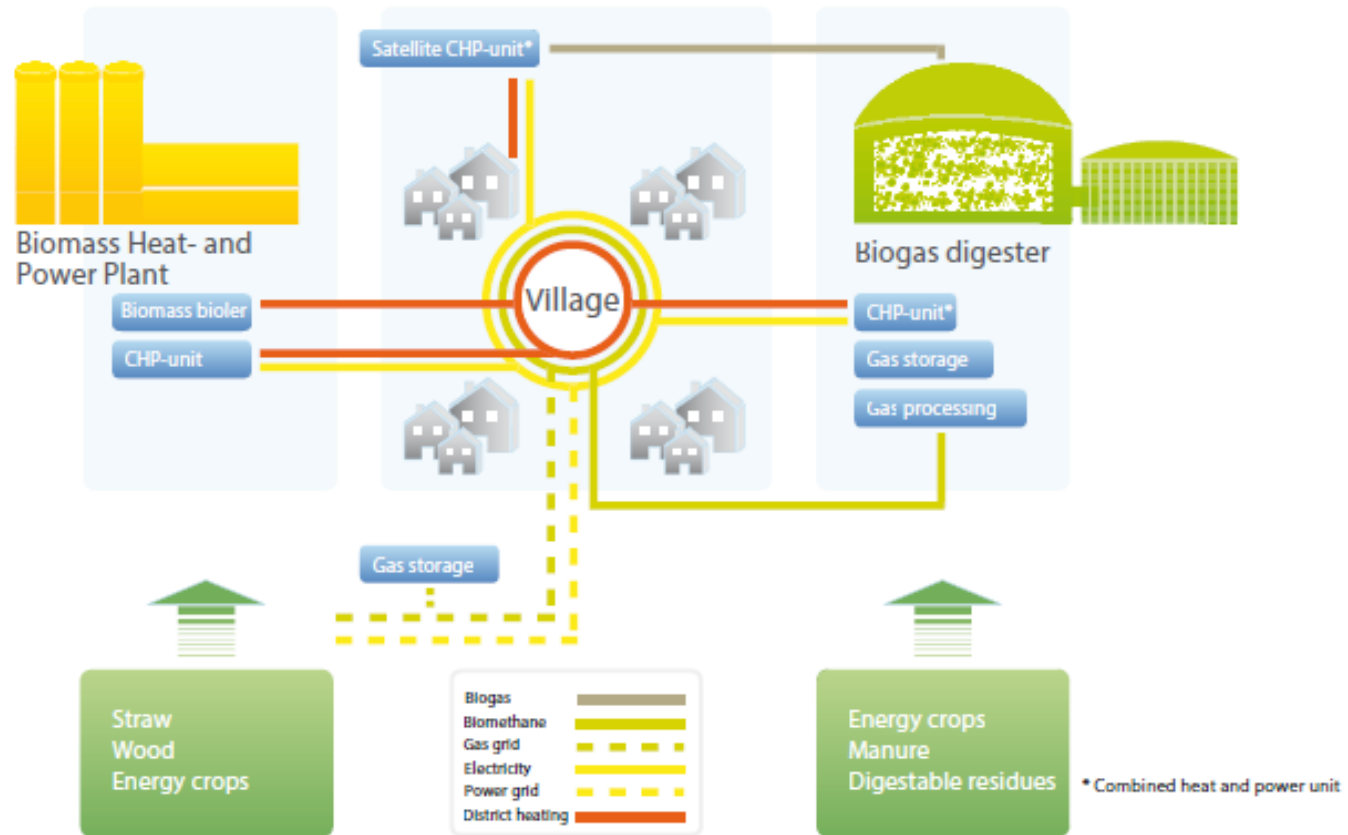 Satellite CHP-unit*
Biomass Heat- and
Power Plant
Biomass bioler
CHP-unit
Village
Biogas digester
CHP-unit*
Gas storage
Gas processing
Gas storage
Straw
Wood
Energy crops
Biogas
Biomethane
Gas grid
Electricity
Power grid
District heating
Energy crops
Manure
Digestable residues
* Combined heat and power unit